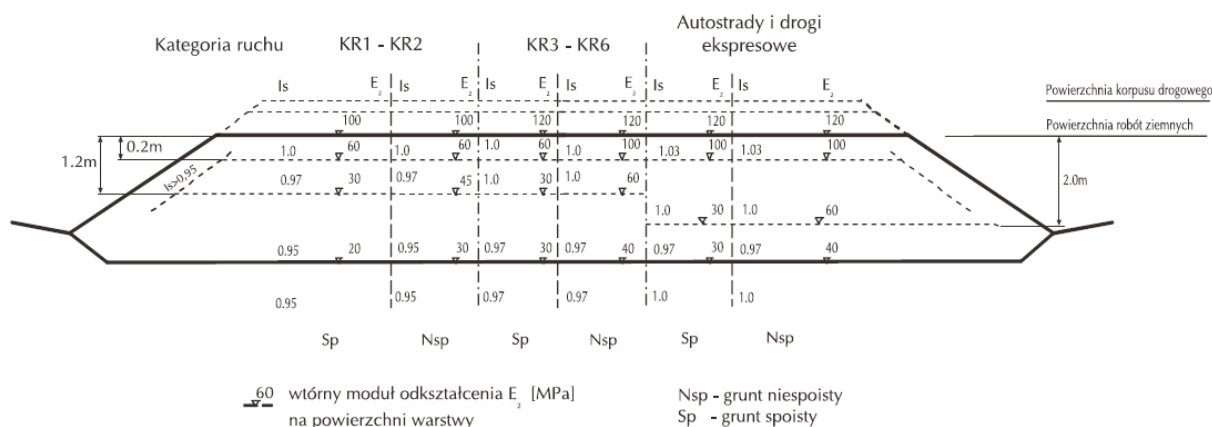 Kategoria ruchu KR1 - KR2 KR3 - KR6 Autostrady i drogi ekspresowe
Is E₂ Is E₂ Is E₂ Is E₂ Is E₂ Is E₂
Powierzchnia korpusu drogowego
100 100 120 120 120 120
Powierzchnia robót ziemnych
0.2m 1.0 60 1.0 60 1.0 60 1.0 100 1.03 100 1.03 100
1.2m Is>0,95 0.97 30 0.97 45 1.0 30 1.0 60 2.0m
1.0 30 1.0 60
0.95 20 0.95 30 0.97 30 0.97 40 0.97 30 0.97 40
0.95 0.95 0.97 0.97 1.0 1.0
Sp Nsp Sp Nsp Sp Nsp
60 wtórny moduł odkształcenia E₂ [MPa]
na powierzchni warstwy
Nsp - grunt niespoisty
Sp - grunt spoisty